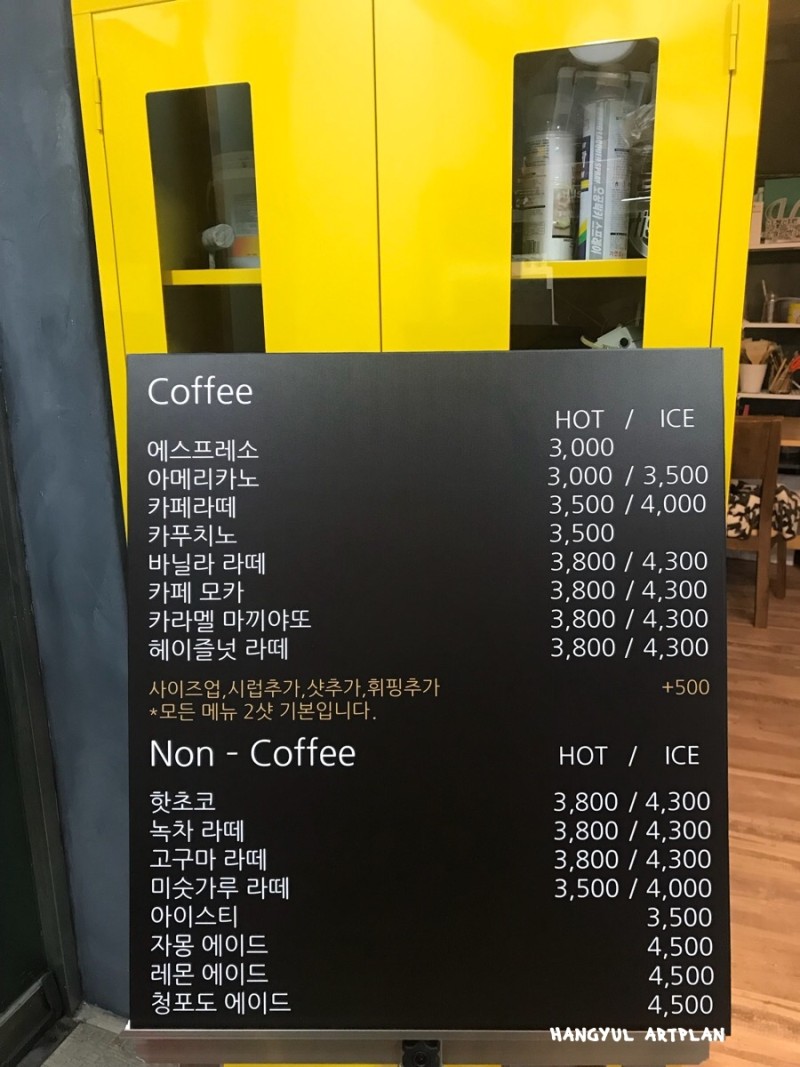 Coffee
HOT / ICE
에스프레소 3,000
아메리카노 3,000 / 3,500
카페라떼 3,500 / 4,000
카푸치노 3,500
바닐라 라떼 3,800 / 4,300
카페 모카 3,800 / 4,300
카라멜 마끼야또 3,800 / 4,300
헤이즐넛 라떼 3,800 / 4,300
사이즈업,시럽추가,샷추가,휘핑추가 +500
*모든 메뉴 2샷 기본입니다.
Non - Coffee HOT / ICE
핫초코 3,800 / 4,300
녹차 라떼 3,800 / 4,300
고구마 라떼 3,800 / 4,300
미숫가루 라떼 3,500 / 4,000
아이스티 3,500
자몽 에이드 4,500
레몬 에이드 4,500
청포도 에이드 4,500
HANGYUL ARTPLAN